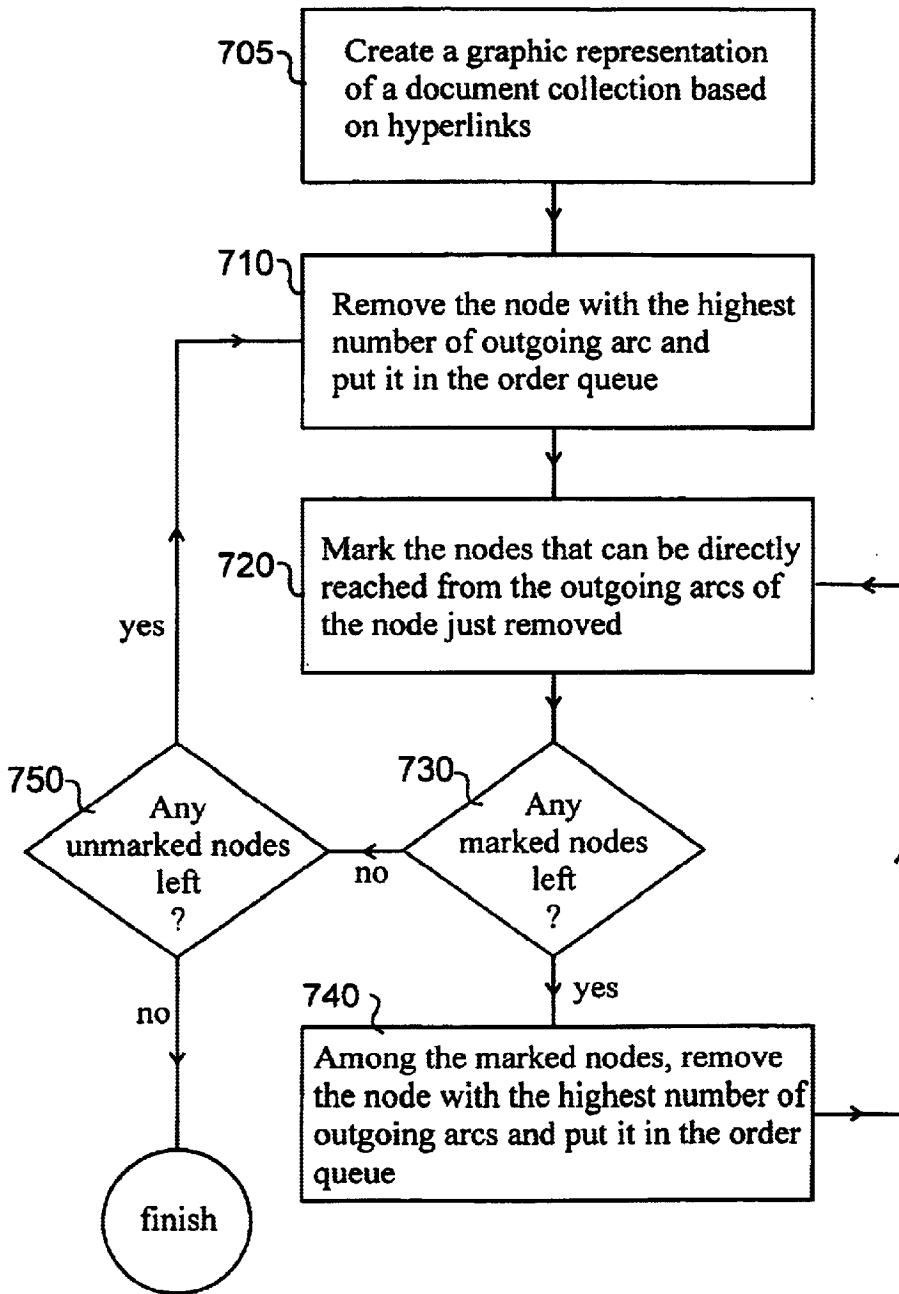 705
Create a graphic representation
of a document collection based
on hyperlinks
710
Remove the node with the highest
number of outgoing arc and
put it in the order queue
720
Mark the nodes that can be directly
reached from the outgoing arcs of
the node just removed
yes
750
Any
unmarked nodes
left
?
no
730
Any
marked nodes
left
?
no
yes
740
Among the marked nodes, remove
the node with the highest number of
outgoing arcs and put it in the order
queue
finish